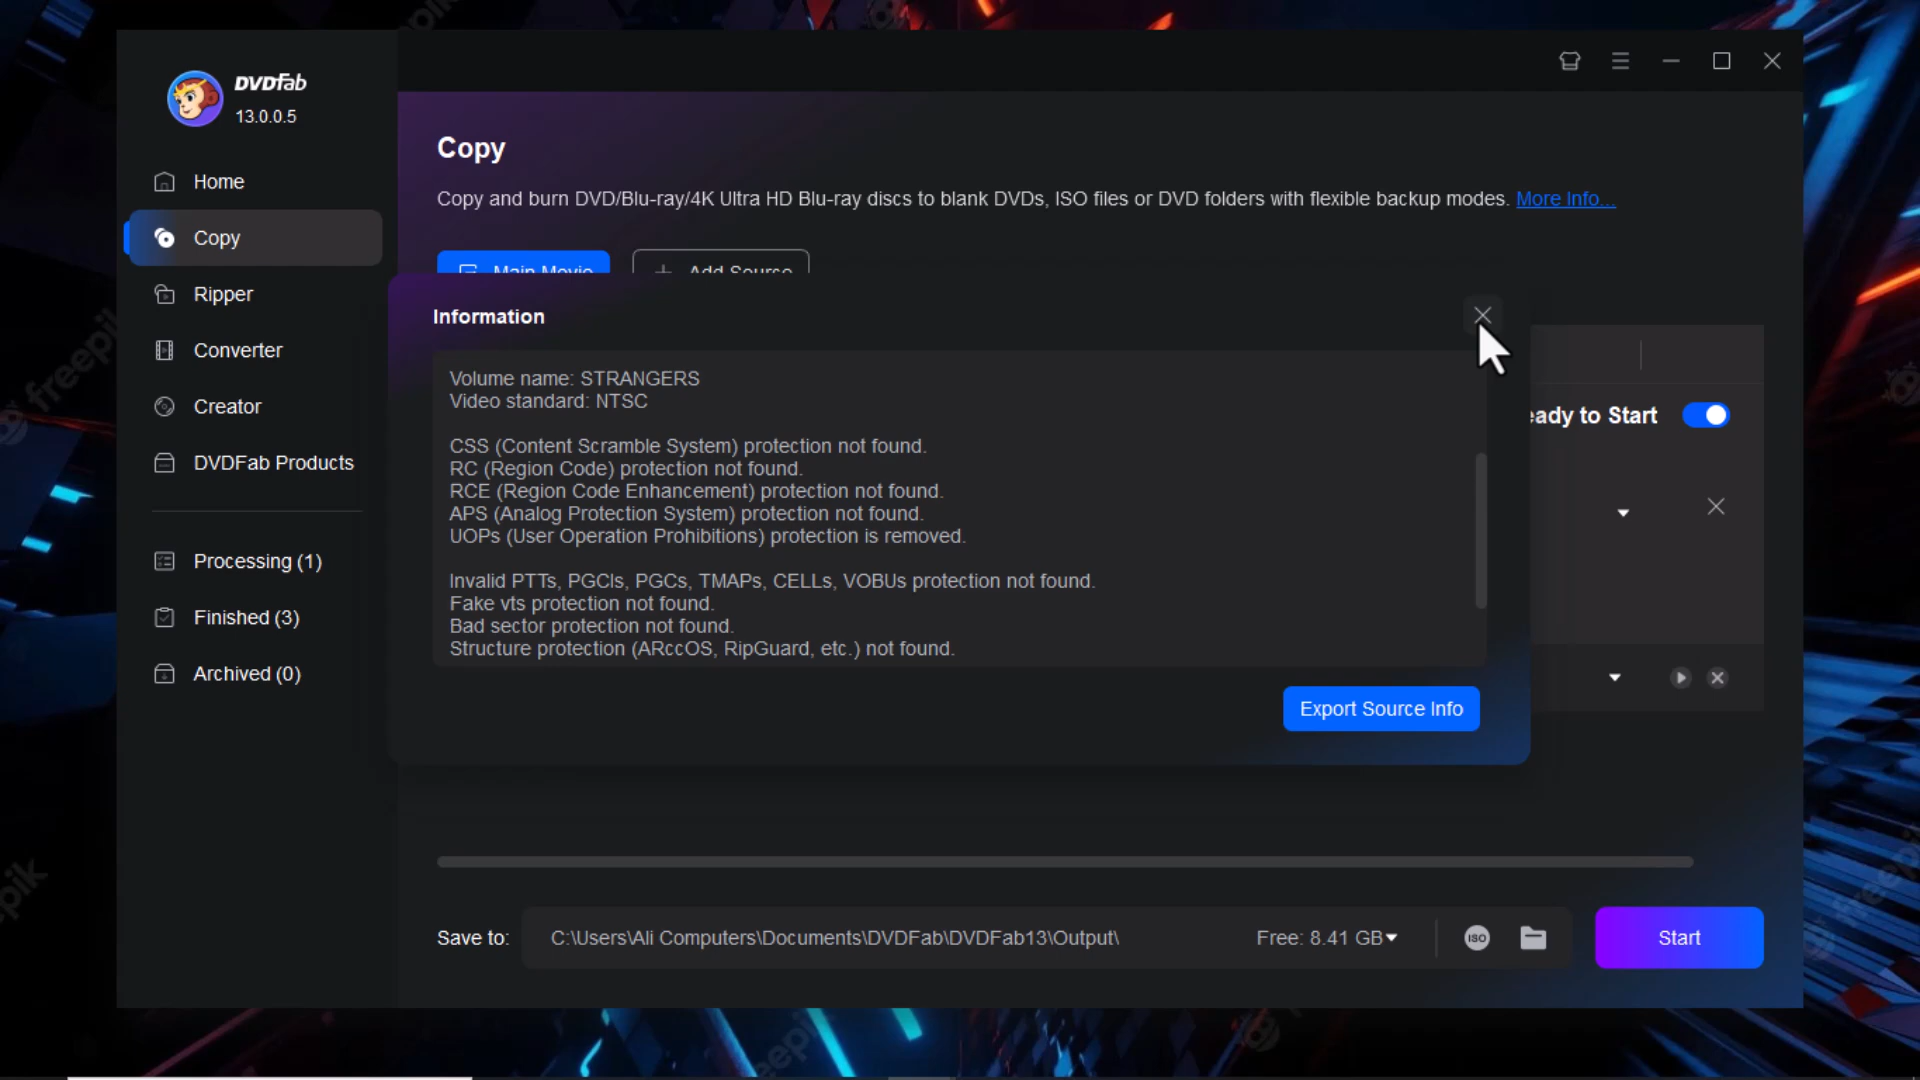 DVDFab
13.0.0.5
Home
Copy
Ripper
Converter
Creator
DVDFab Products
Processing (1)
Finished (3)
Archived (0)
Copy
Copy and burn DVD/Blu-ray/4K Ultra HD Blu-ray discs to blank DVDs, ISO files or DVD folders with flexible backup modes. More Info...
Main Movie
Add Source
Information
Volume name: STRANGERS
Video standard: NTSC
CSS (Content Scramble System) protection not found.
RC (Region Code) protection not found.
RCE (Region Code Enhancement) protection not found.
APS (Analog Protection System) protection not found.
UOPs (User Operation Prohibitions) protection is removed.
Invalid PTTs, PGCIs, PGCs, TMAPs, CELLs, VOBUs protection not found.
Fake vts protection not found.
Bad sector protection not found.
Structure protection (ARccOS, RipGuard, etc.) not found.
Export Source Info
eady to Start
Save to:
C:\Users\Ali Computers\Documents\DVDFab\DVDFab13\Output\
Free: 8.41 GB
ISO
Start
freepik